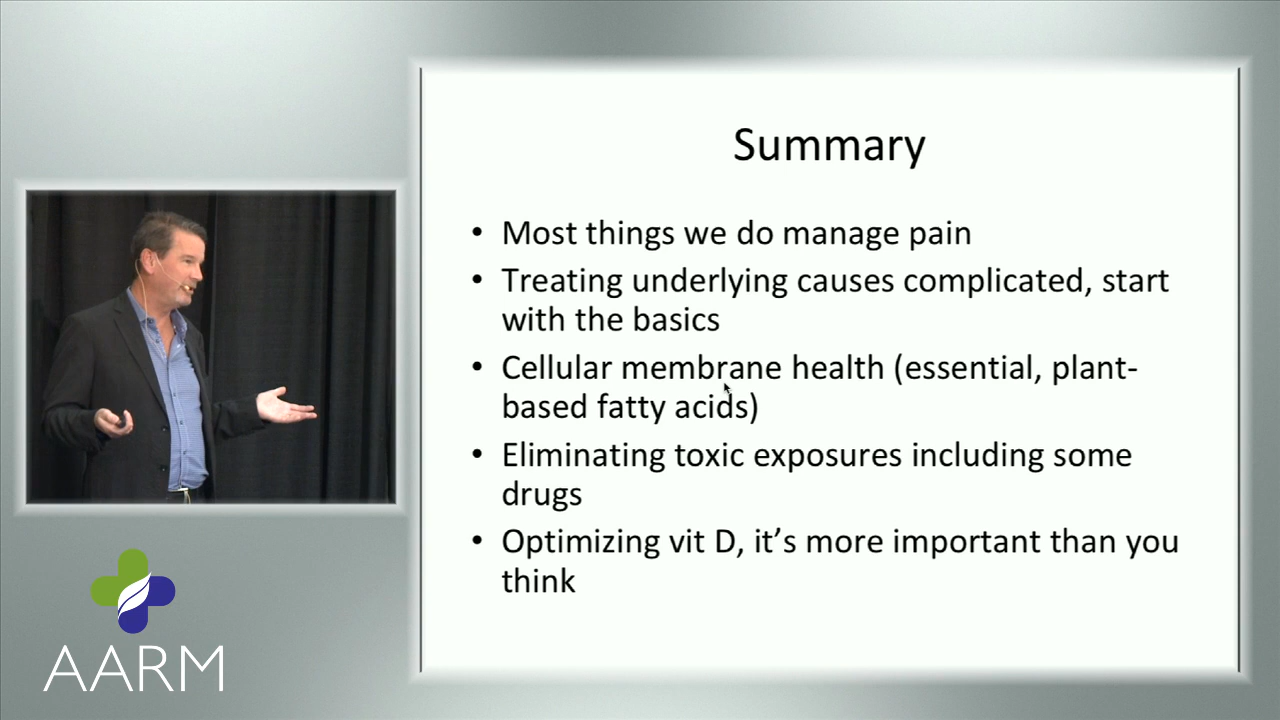 Summary
• Most things we do manage pain
• Treating underlying causes complicated, start
with the basics
• Cellular membrane health (essential, plant-
based fatty acids)
• Eliminating toxic exposures including some
drugs
• Optimizing vit D, it’s more important than you
think
AARM